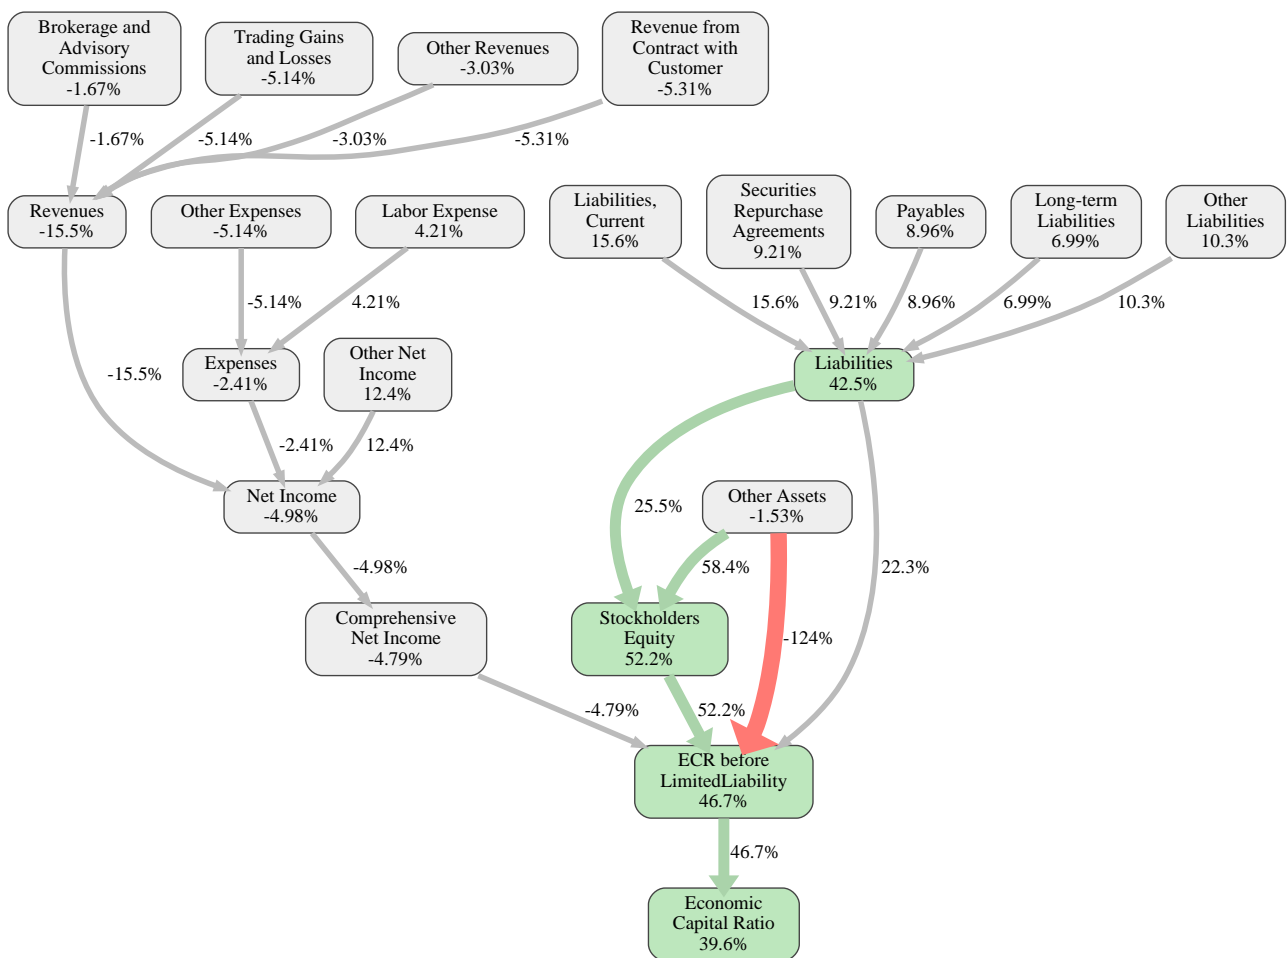 Brokerage and
Advisory
Commissions
-1.67%
Trading Gains
and Losses
-5.14%
Other Revenues
-3.03%
Revenue from
Contract with
Customer
-5.31%
-1.67%
-5.14%
-3.03%
-5.31%
Revenues
-15.5%
Other Expenses
-5.14%
Labor Expense
4.21%
Liabilities,
Current
15.6%
Securities
Repurchase
Agreements
9.21%
Payables
8.96%
Long-term
Liabilities
6.99%
Other
Liabilities
10.3%
-5.14%
4.21%
15.6%
9.21%
8.96%
6.99%
10.3%
-15.5%
Expenses
-2.41%
Other Net
Income
12.4%
Liabilities
42.5%
-2.41%
12.4%
Net Income
-4.98%
25.5%
Other Assets
-1.53%
-4.98%
58.4%
22.3%
Comprehensive
Net Income
-4.79%
Stockholders
Equity
52.2%
-124%
-4.79%
52.2%
ECR before
LimitedLiability
46.7%
46.7%
Economic
Capital Ratio
39.6%